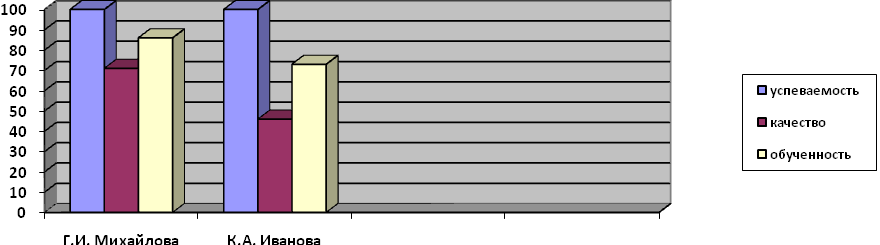 100
90
80
70
60
50
40
30
20
10
0
Г.И. Михайлова
К.А. Иванова
успеваемость
качество
обученность